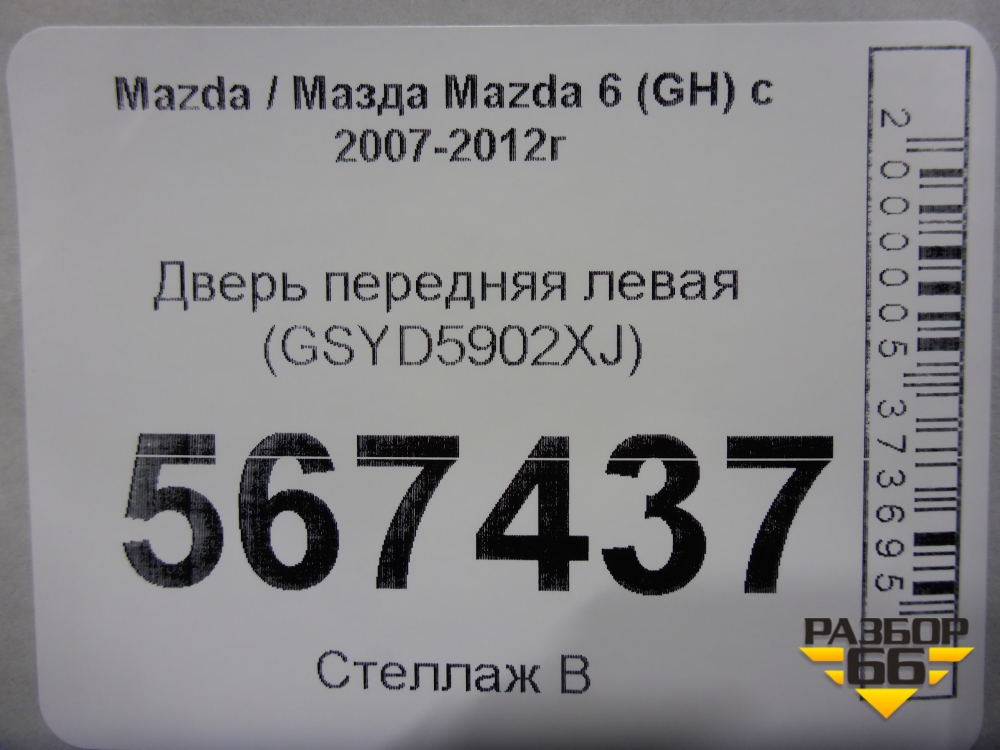 Mazda / Мазда Mazda 6 (GH) с
2007-2012г
Дверь передняя левая
(GSYD5902XJ)
567437
Стеллаж В
2000005373695
РАЗБОР
66